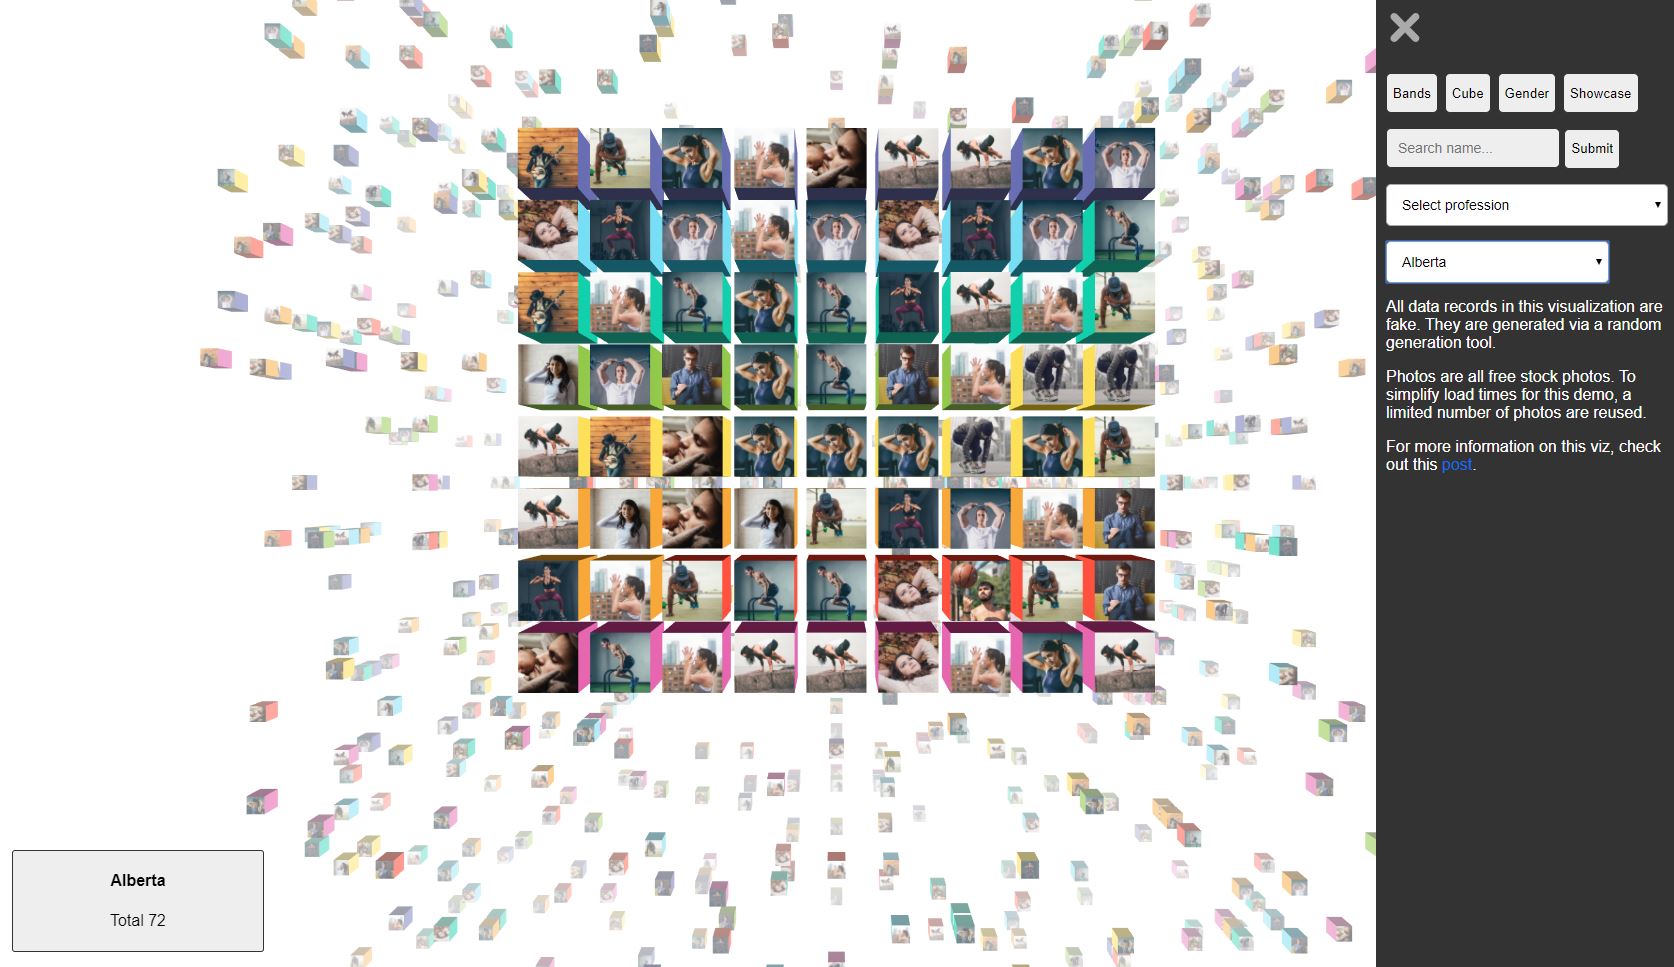 Bands Cube Gender Showcase
Search name... Submit
Select profession
Alberta
All data records in this visualization are
fake. They are generated via a random
generation tool.
Photos are all free stock photos. To
simplify load times for this demo, a
limited number of photos are reused.
For more information on this viz, check
out this post.
Alberta
Total 72